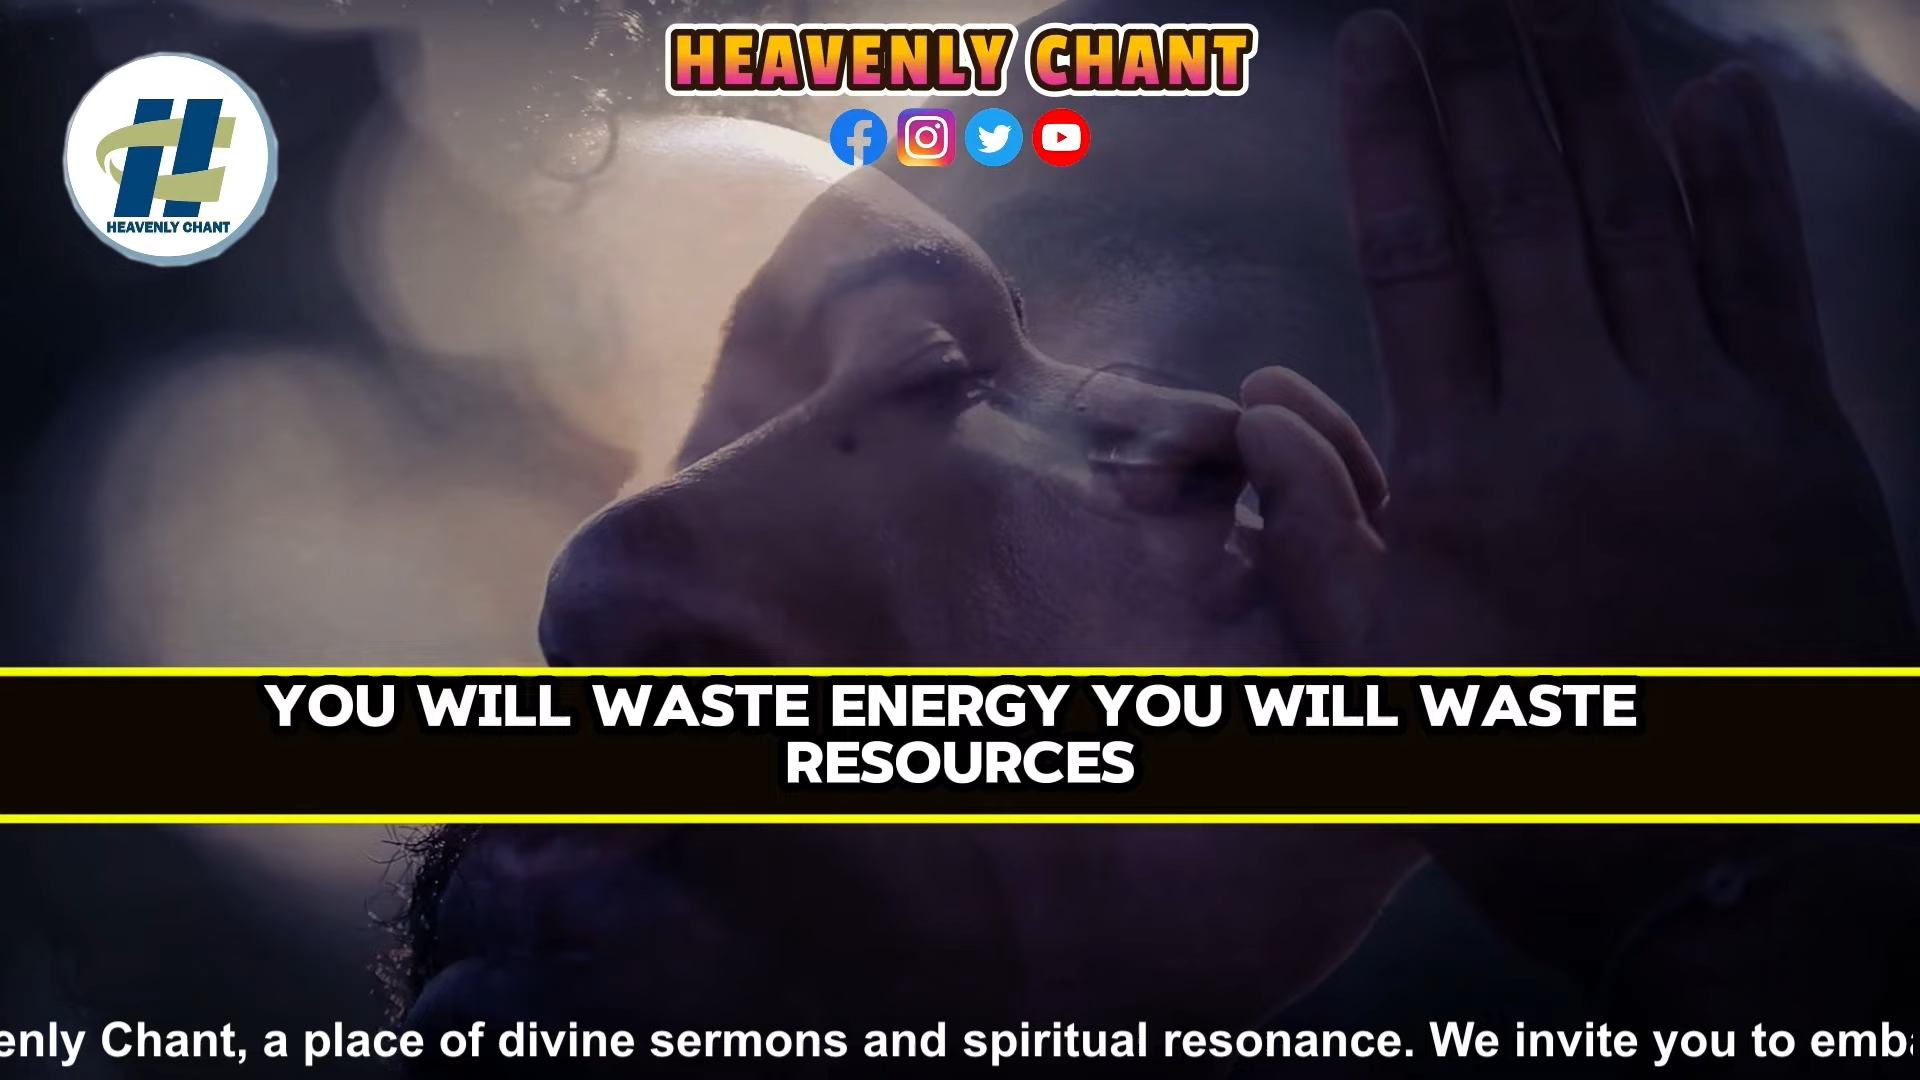 HEAVENLY CHANT
HEAVENLY CHANT
YOU WILL WASTE ENERGY YOU WILL WASTE
RESOURCES
enly Chant, a place of divine sermons and spiritual resonance. We invite you to emb